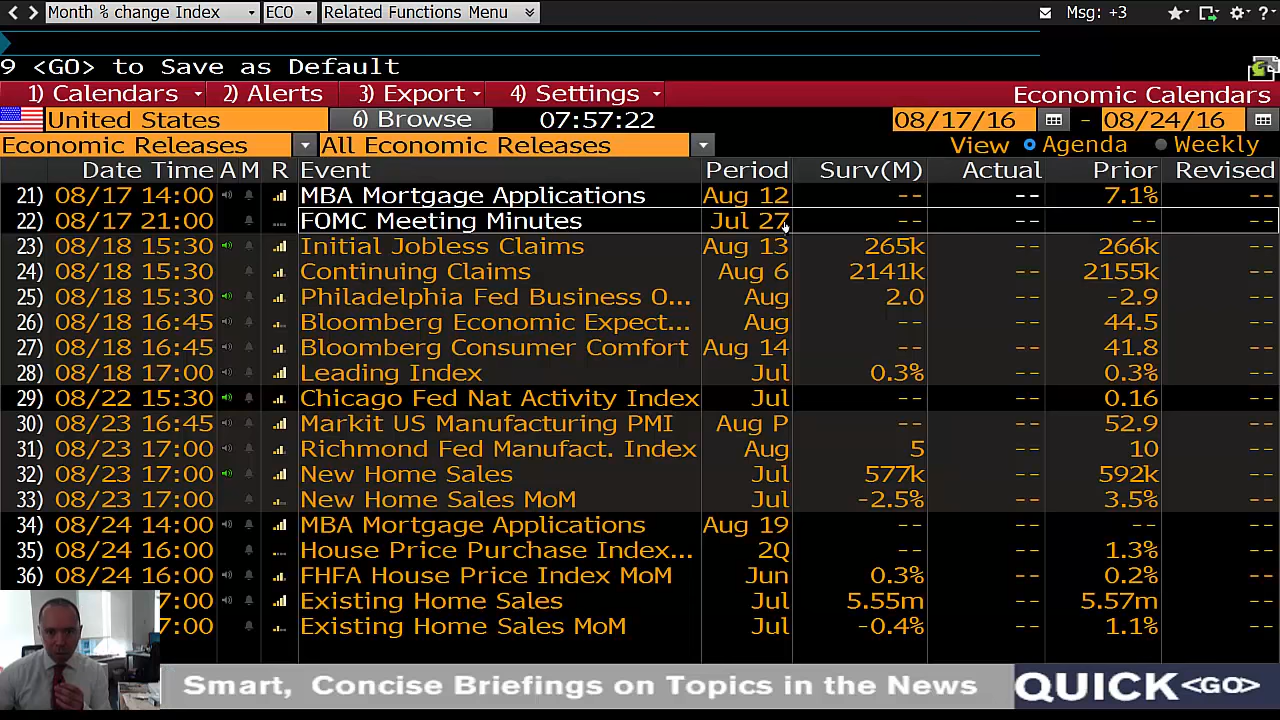 Month % change Index ECO Related Functions Menu Msg: +3
9 <GO> to Save as Default
1) Calendars 2) Alerts 3) Export 4) Settings Economic Calendars
United States 6) Browse 07:57:22 08/17/16 - 08/24/16
Economic Releases All Economic Releases View Agenda Weekly
Date Time A M R Event Period Surv(M) Actual Prior Revised
21) 08/17 14:00 MBA Mortgage Applications Aug 12 -- -- 7.1% --
22) 08/17 21:00 FOMC Meeting Minutes Jul 27 -- -- -- --
23) 08/18 15:30 Initial Jobless Claims Aug 13 265k -- 266k --
24) 08/18 15:30 Continuing Claims Aug 6 2141k -- 2155k --
25) 08/18 15:30 Philadelphia Fed Business O... Aug 2.0 -- -2.9 --
26) 08/18 16:45 Bloomberg Economic Expect... Aug -- -- 44.5 --
27) 08/18 16:45 Bloomberg Consumer Comfort Aug 14 -- -- 41.8 --
28) 08/18 17:00 Leading Index Jul 0.3% -- 0.3% --
29) 08/22 15:30 Chicago Fed Nat Activity Index Jul -- -- 0.16 --
30) 08/23 16:45 Markit US Manufacturing PMI Aug P -- -- 52.9 --
31) 08/23 17:00 Richmond Fed Manufact. Index Aug 5 -- 10 --
32) 08/23 17:00 New Home Sales Jul 577k -- 592k --
33) 08/23 17:00 New Home Sales MoM Jul -2.5% -- 3.5% --
34) 08/24 14:00 MBA Mortgage Applications Aug 19 -- -- -- --
35) 08/24 16:00 House Price Purchase Index... 2Q -- -- 1.3% --
36) 08/24 16:00 FHFA House Price Index MoM Jun 0.3% -- 0.2% --
7:00 Existing Home Sales Jul 5.55m -- 5.57m --
7:00 Existing Home Sales MoM Jul -0.4% -- 1.1% --
Smart, Concise Briefings on Topics in the News QUICK <GO>